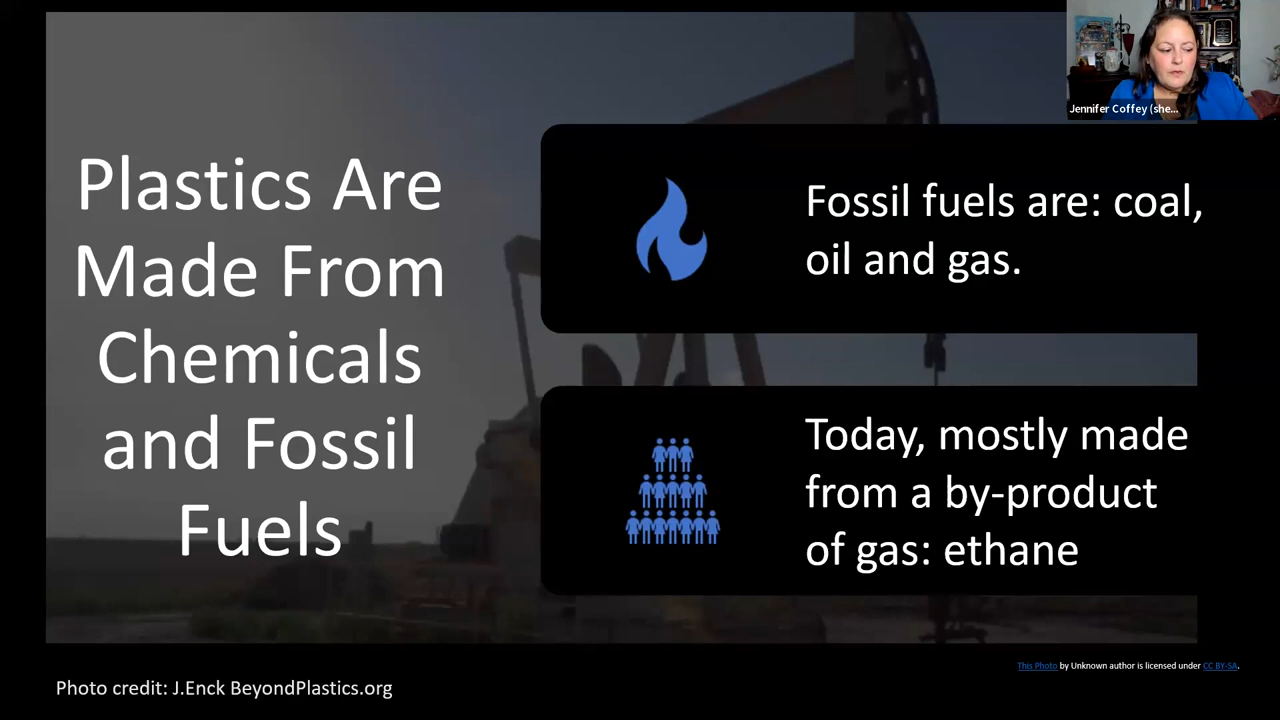 Plastics Are
Made From
Chemicals
and Fossil
Fuels
Jennifer Coffey (she...
Fossil fuels are: coal,
oil and gas.
Today, mostly made
from a by-product
of gas: ethane
This Photo by Unknown author is licensed under CC BY-SA.
Photo credit: J.Enck BeyondPlastics.org